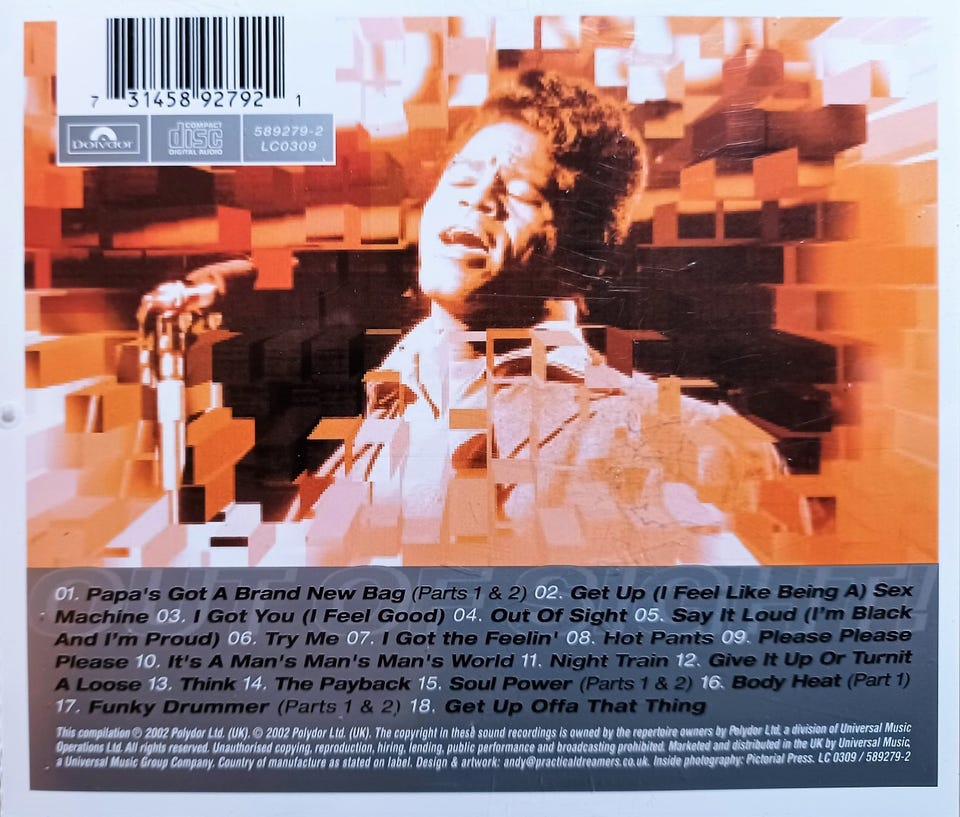 7 31458 92792 1
Polydor
COMPACT
disc
DIGITAL AUDIO
589279-2
LC0309
OUT OF SIGHT!
01. Papa's Got A Brand New Bag (Parts 1 & 2) 02. Get Up (I Feel Like Being A) Sex
Machine 03. I Got You (I Feel Good) 04. Out Of Sight 05. Say It Loud (I'm Black
And I'm Proud) 06. Try Me 07. I Got the Feelin' 08. Hot Pants 09. Please Please
Please 10. It's A Man's Man's Man's World 11. Night Train 12. Give It Up Or Turnit
A Loose 13. Think 14. The Payback 15. Soul Power (Parts 1 & 2) 16. Body Heat (Part 1)
17. Funky Drummer (Parts 1 & 2) 18. Get Up Offa That Thing
This compilation ℗ 2002 Polydor Ltd. (UK). © 2002 Polydor Ltd. (UK). The copyright in these sound recordings is owned by the repertoire owners by Polydor Ltd, a division of Universal Music
Operations Ltd. All rights reserved. Unauthorised copying, reproduction, hiring, lending, public performance and broadcasting prohibited. Marketed and distributed in the UK by Universal Music,
a Universal Music Group Company. Country of manufacture as stated on label. Design & artwork: andy@practicaldreamers.co.uk. Inside photography: Pictorial Press. LC 0309 / 589279-2